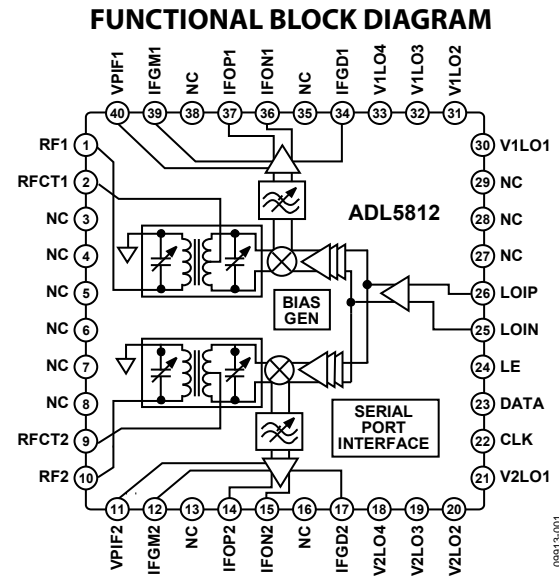 FUNCTIONAL BLOCK DIAGRAM
VPIF1
IFGM1
NC
IFOP1
IFON1
NC
IFGD1
V1LO4
V1LO3
V1LO2
40
39
38
37
36
35
34
33
32
31
RF1 1
RFCT1 2
NC 3
NC 4
NC 5
NC 6
NC 7
NC 8
RFCT2 9
RF2 10
ADL5812
BIAS
GEN
SERIAL
PORT
INTERFACE
30 V1LO1
29 NC
28 NC
27 NC
26 LOIP
25 LOIN
24 LE
23 DATA
22 CLK
21 V2LO1
11
12
13
14
15
16
17
18
19
20
VPIF2
IFGM2
NC
IFOP2
IFON2
NC
IFGD2
V2LO4
V2LO3
V2LO2
09913-001